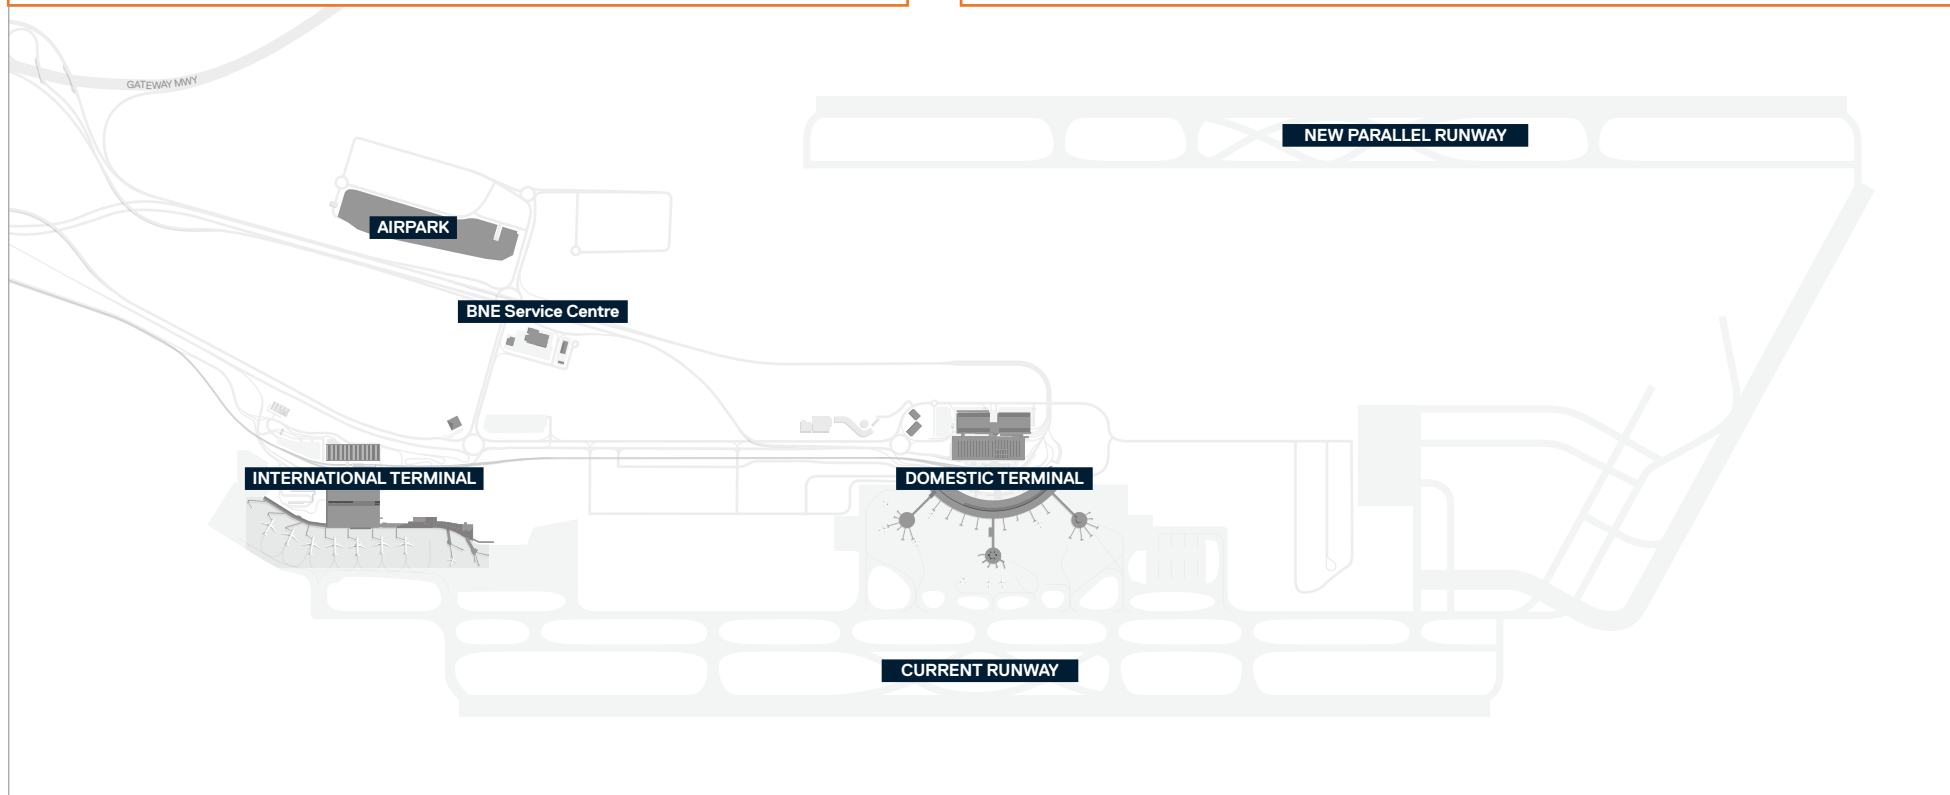 GATEWAY MWY
NEW PARALLEL RUNWAY
AIRPARK
BNE Service Centre
INTERNATIONAL TERMINAL
DOMESTIC TERMINAL
CURRENT RUNWAY